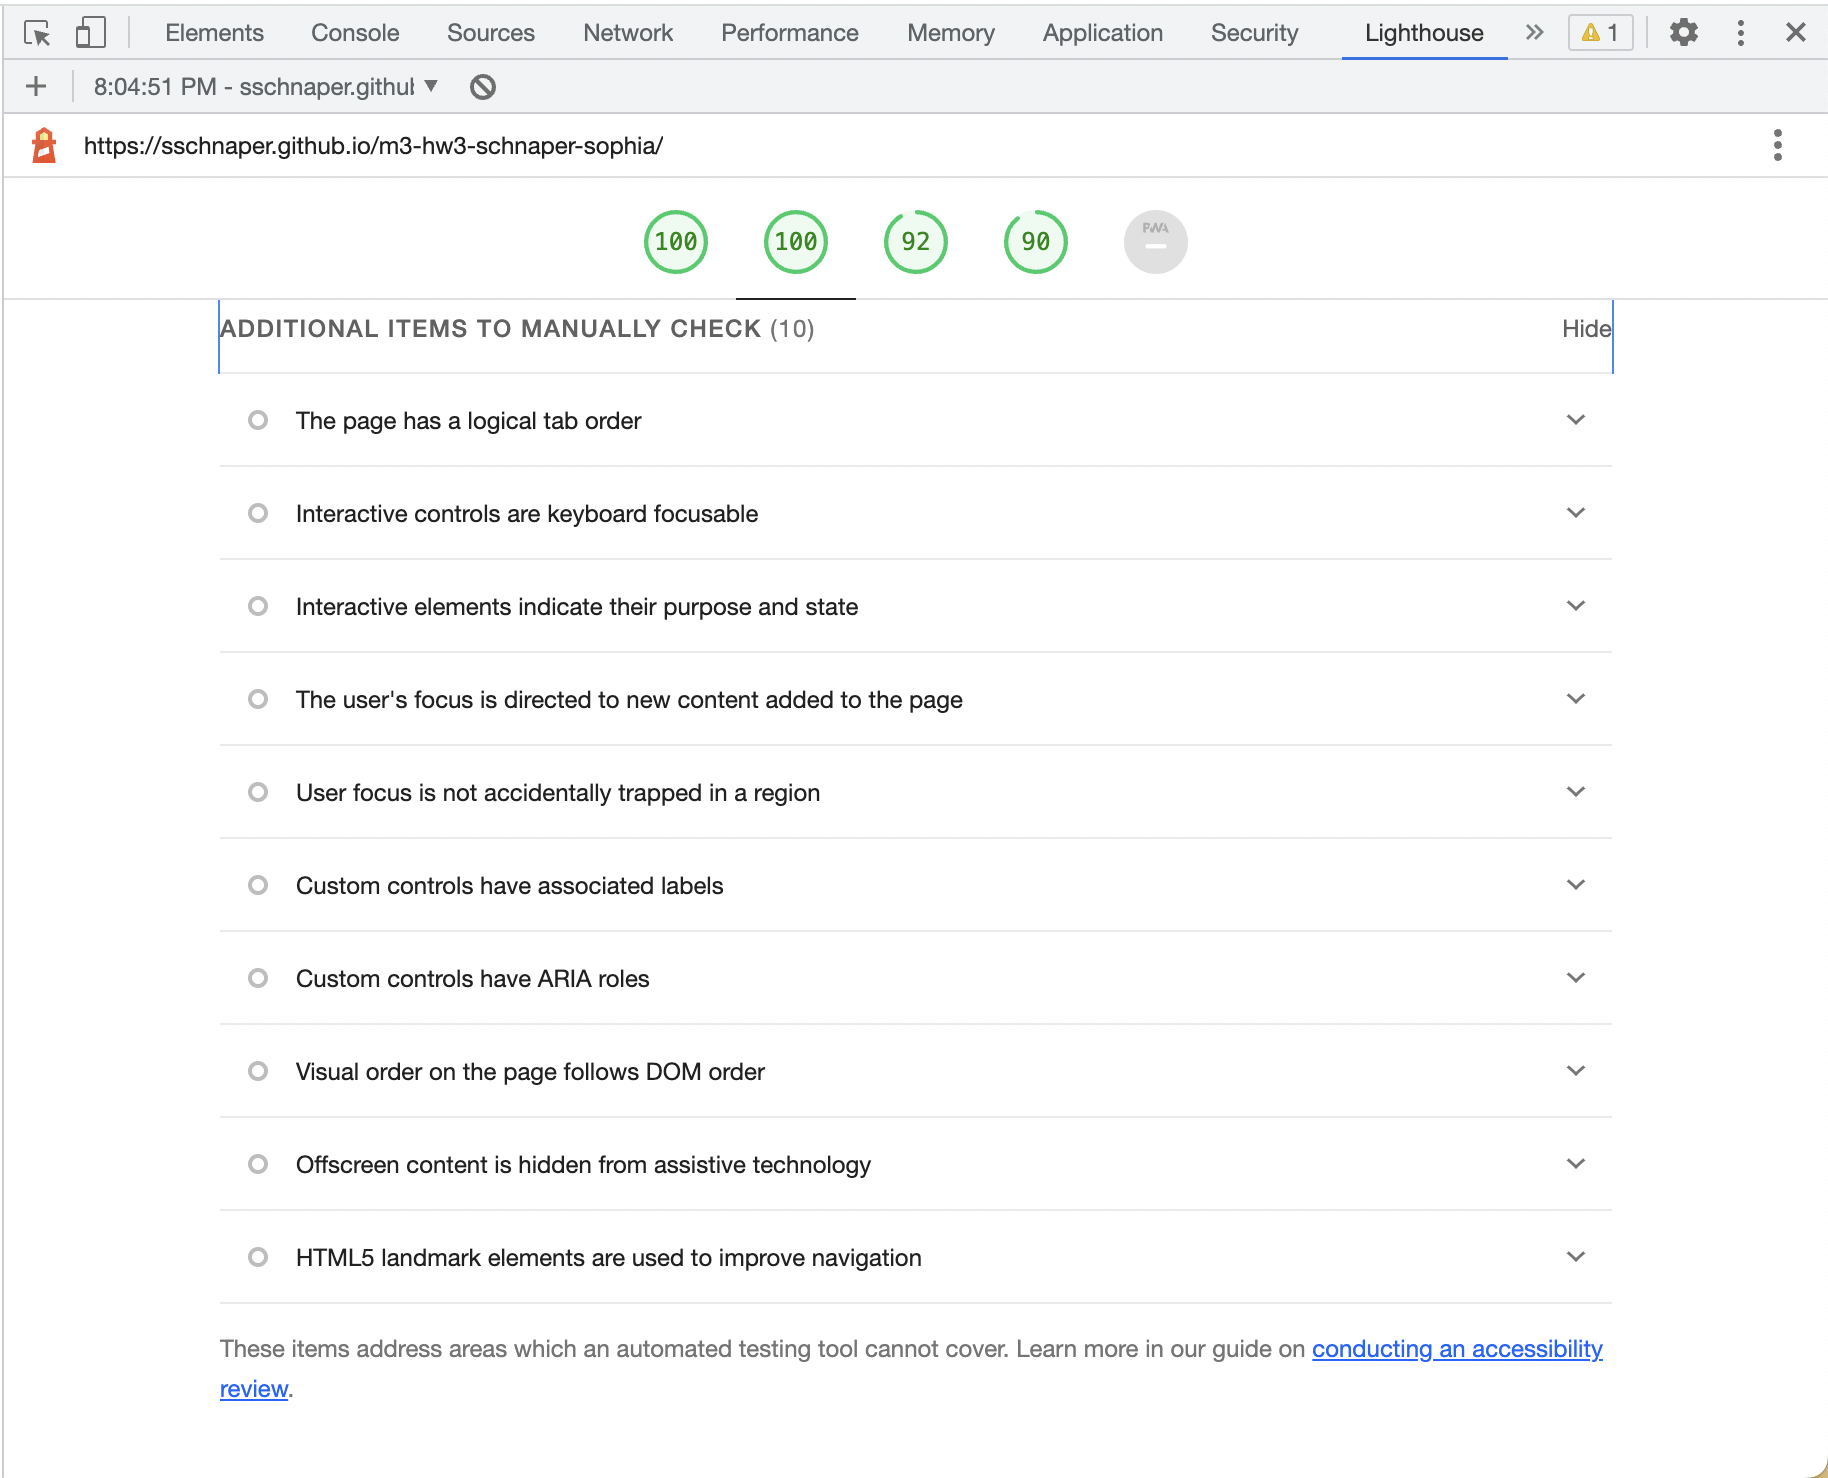 Elements Console Sources Network Performance Memory Application Security Lighthouse 1
8:04:51 PM - sschnaper.githu
https://sschnaper.github.io/m3-hw3-schnaper-sophia/
100 100 92 90 PWA
ADDITIONAL ITEMS TO MANUALLY CHECK (10) Hide
The page has a logical tab order
Interactive controls are keyboard focusable
Interactive elements indicate their purpose and state
The user's focus is directed to new content added to the page
User focus is not accidentally trapped in a region
Custom controls have associated labels
Custom controls have ARIA roles
Visual order on the page follows DOM order
Offscreen content is hidden from assistive technology
HTML5 landmark elements are used to improve navigation
These items address areas which an automated testing tool cannot cover. Learn more in our guide on conducting an accessibility
review.